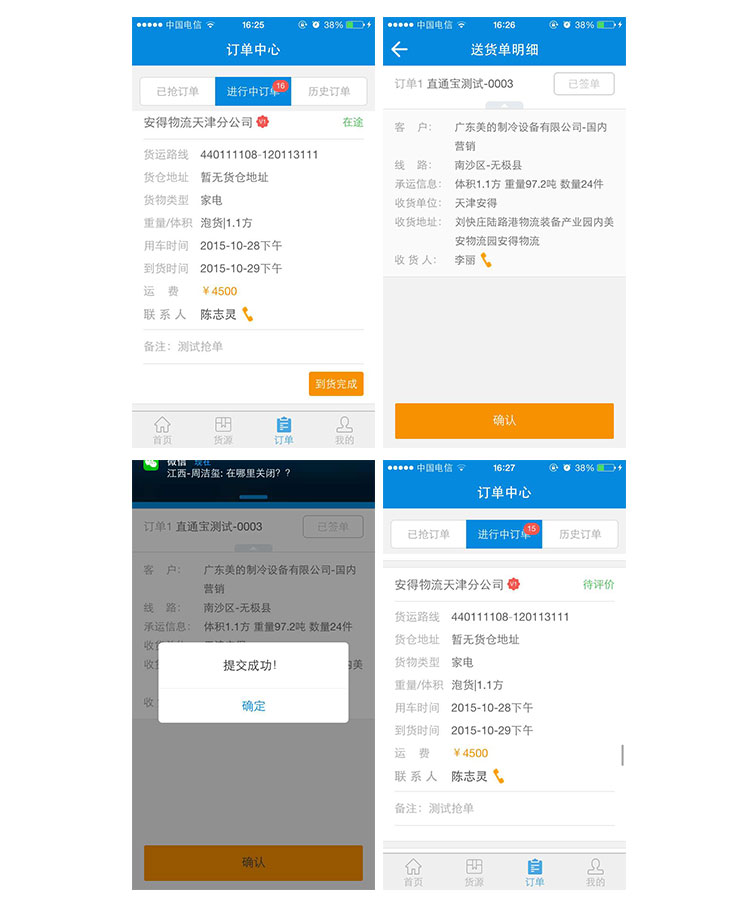 中国电信 16:25 38%
订单中心
已抢订单 进行中订单 16 历史订单
安得物流天津分公司 V1 在途
货运路线 440111108-120113111
货仓地址 暂无货仓地址
货物类型 家电
重量/体积 泡货|1.1方
用车时间 2015-10-28下午
到货时间 2015-10-29下午
运 费 ￥4500
联 系 人 陈志灵
备注: 测试抢单
到货完成
首页 货源 订单 我的
中国电信 16:26 38%
送货单明细
订单1 直通宝测试-0003 已签单
客 户: 广东美的制冷设备有限公司-国内
营销
线 路: 南沙区-无极县
承运信息: 体积1.1方 重量97.2吨 数量24件
收货单位: 天津安得
收货地址: 刘快庄陆路港物流装备产业园内美
安物流园安得物流
收 货 人: 李丽
确认
微信 现在
江西-周洁玺: 在哪里关闭? ?
订单1 直通宝测试-0003 已签单
客 户: 广东美的制冷设备有限公司-国内
营销
线 路: 南沙区-无极县
承运信息: 体积1.1方 重量97.2吨 数量24件
提交成功!
内美
收
确定
确认
中国电信 16:27 38%
订单中心
已抢订单 进行中订单 15 历史订单
安得物流天津分公司 V1 待评价
货运路线 440111108-120113111
货仓地址 暂无货仓地址
货物类型 家电
重量/体积 泡货|1.1方
用车时间 2015-10-28下午
到货时间 2015-10-29下午
运 费 ￥4500
联 系 人 陈志灵
备注: 测试抢单
首页 货源 订单 我的